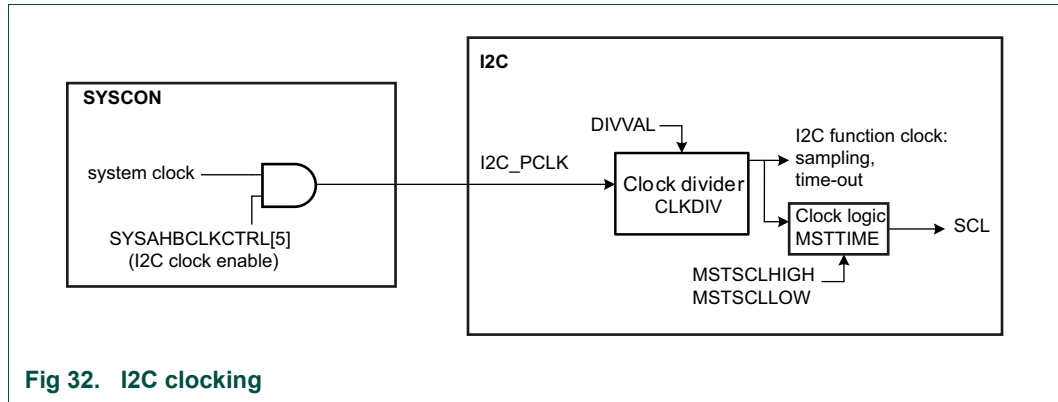 SYSCON
system clock
SYSAHBCLKCTRL[5]
(I2C clock enable)
I2C
I2C_PCLK
DIVVAL
Clock divider
CLKDIV
I2C function clock:
sampling,
time-out
Clock logic
MSTTIME
SCL
MSTSCLHIGH
MSTSCLLOW
Fig 32. I2C clocking